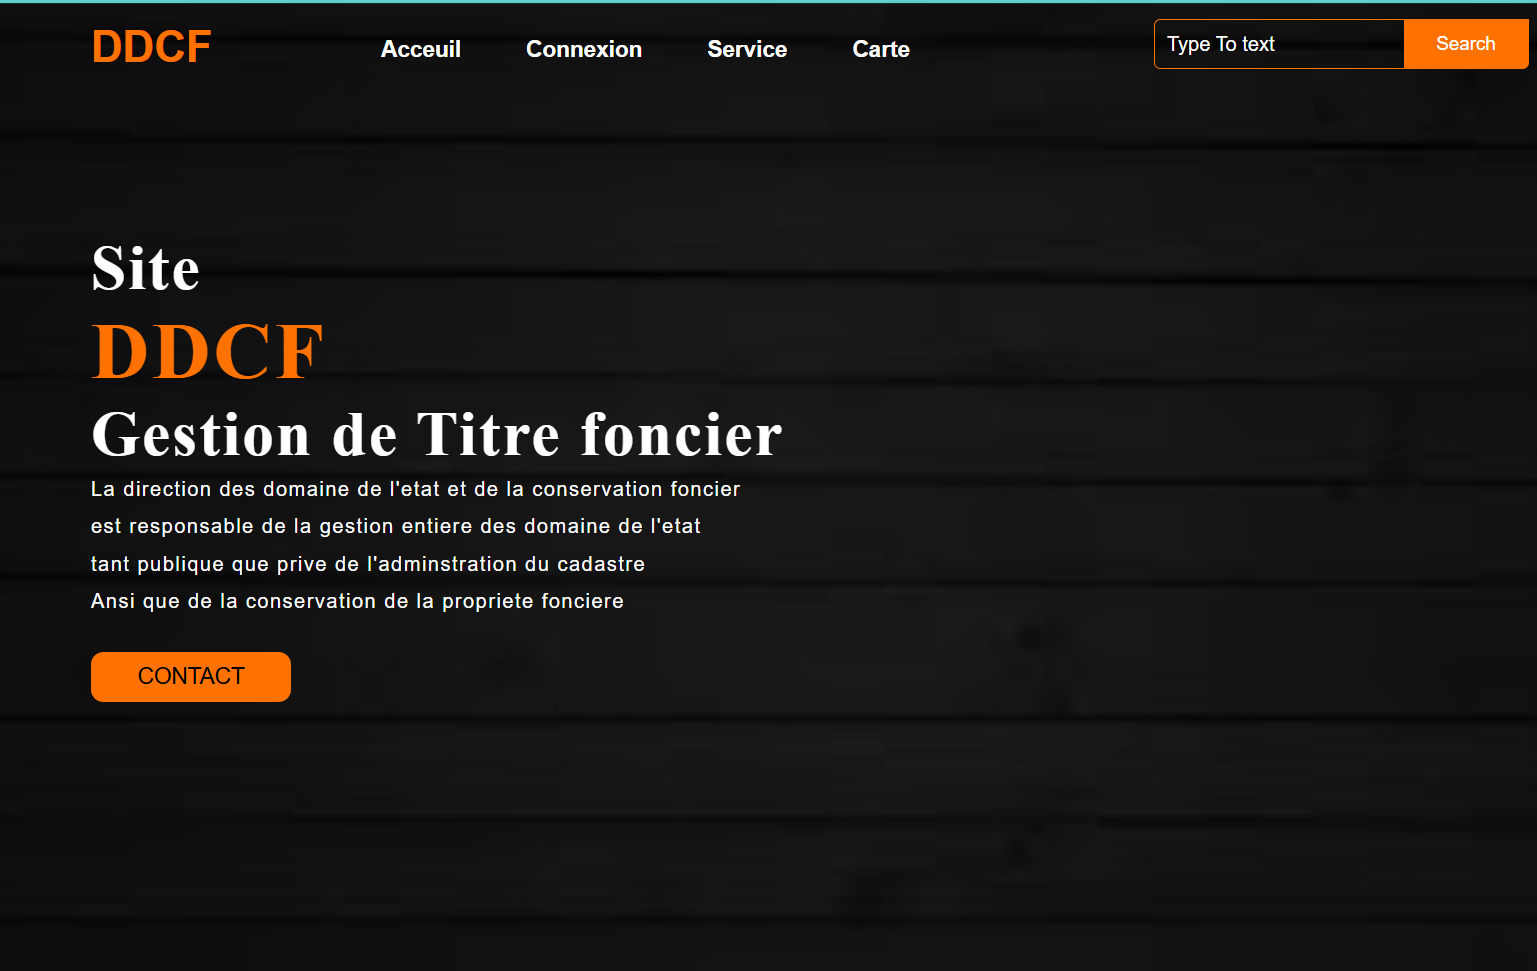 DDCF
Acceuil Connexion Service Carte
Type To text Search
Site
DDCF
Gestion de Titre foncier
La direction des domaine de l'etat et de la conservation foncier
est responsable de la gestion entiere des domaine de l'etat
tant publique que prive de l'adminstration du cadastre
Ansi que de la conservation de la propriete fonciere
CONTACT